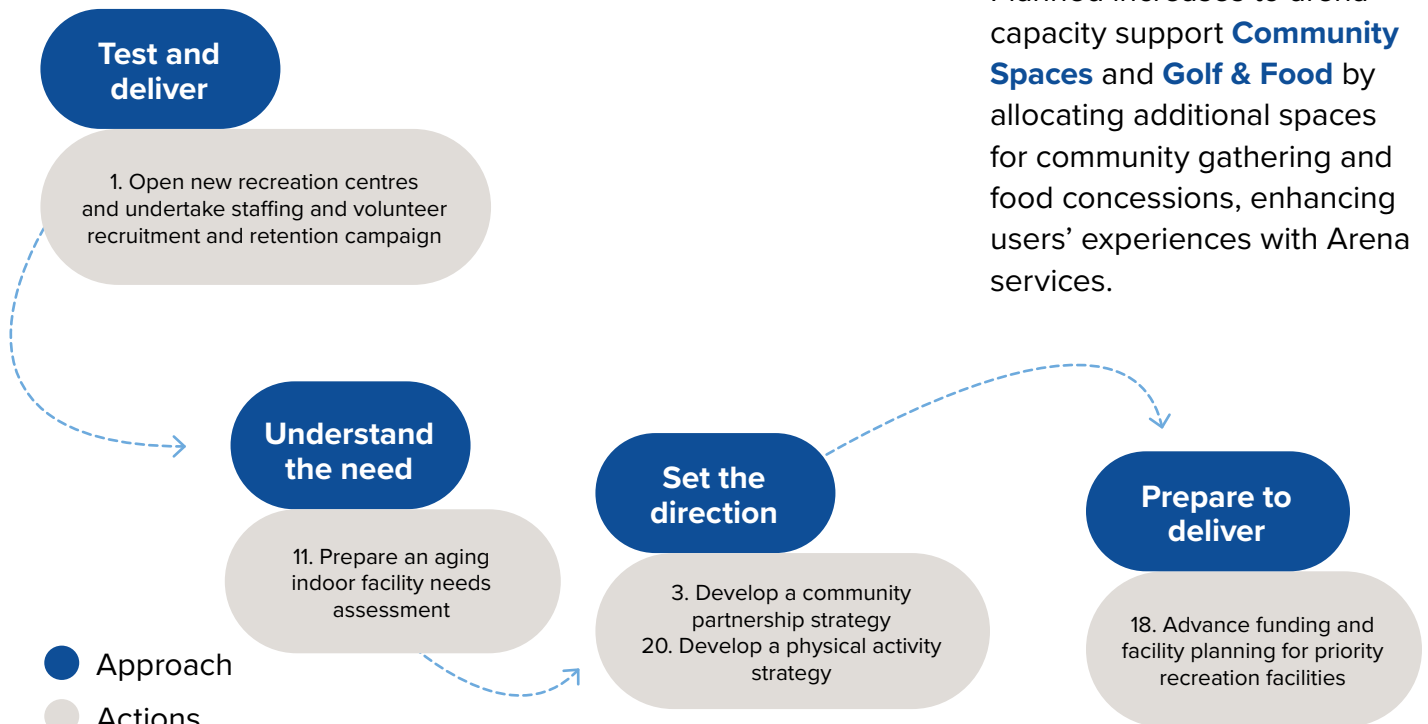 Test and
deliver
1. Open new recreation centres
and undertake staffing and volunteer
recruitment and retention campaign
Planned increases to arena
capacity support Community
Spaces and Golf & Food by
allocating additional spaces
for community gathering and
food concessions, enhancing
users’ experiences with Arena
services.
Understand
the need
11. Prepare an aging
indoor facility needs
assessment
Set the
direction
3. Develop a community
partnership strategy
20. Develop a physical activity
strategy
Prepare to
deliver
18. Advance funding and
facility planning for priority
recreation facilities
Approach
Actions